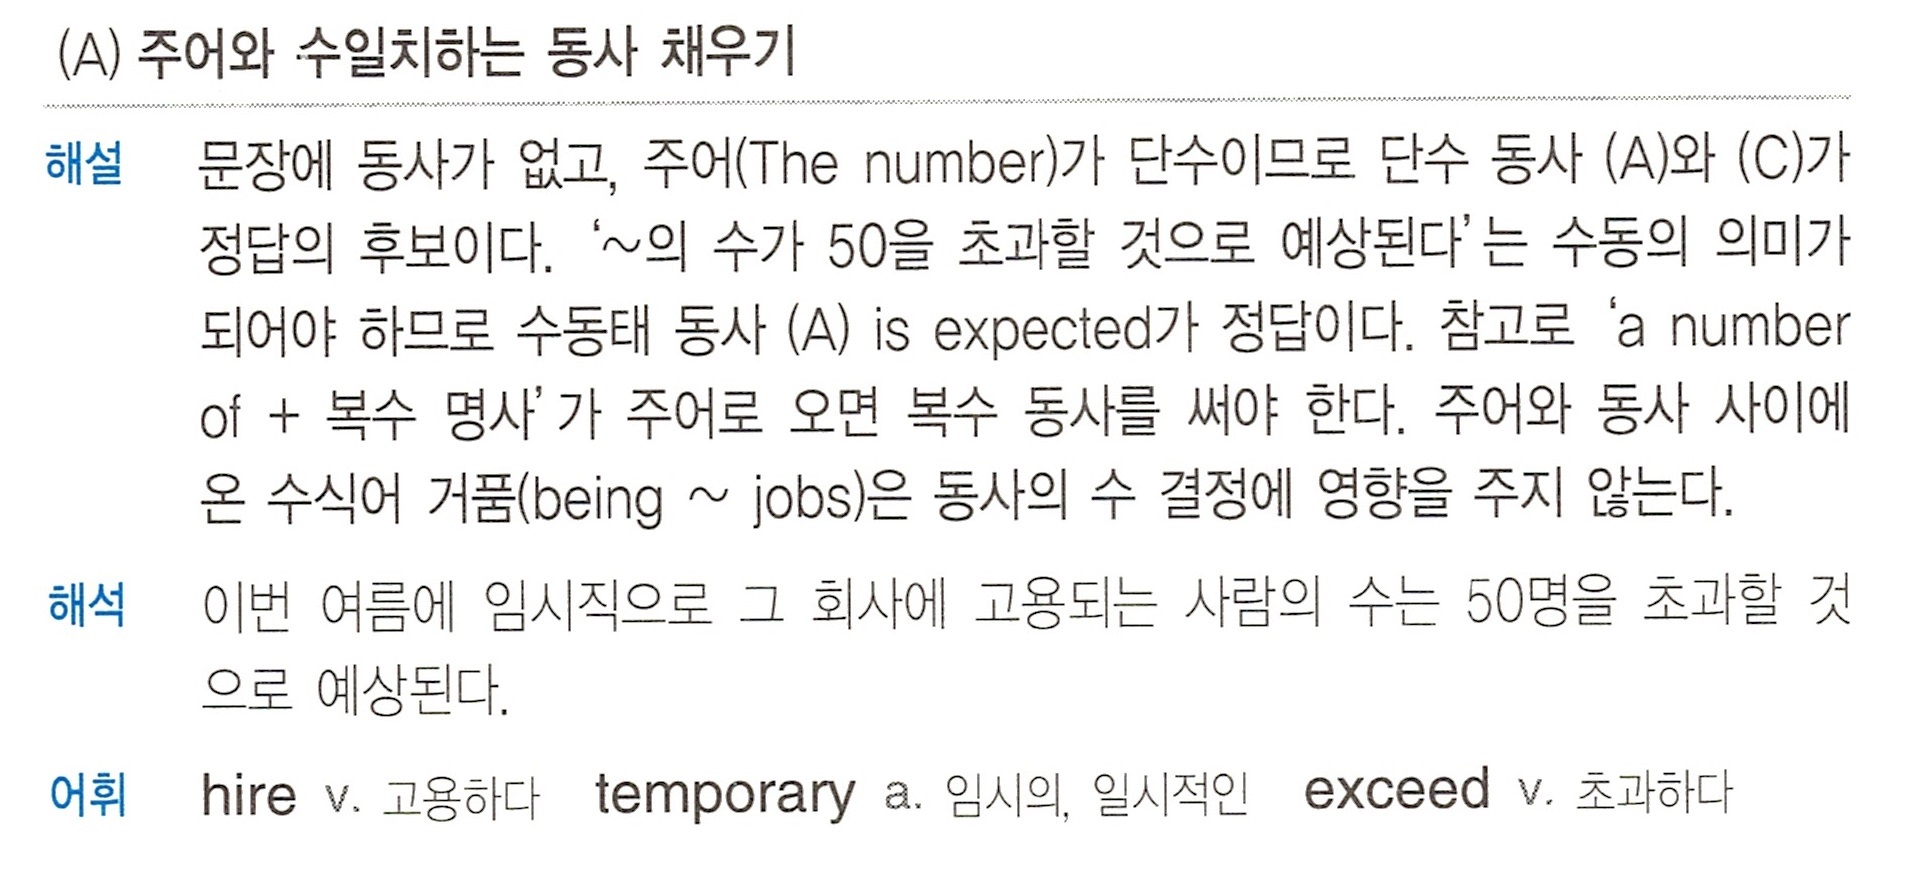 (A) 주어와 수일치하는 동사 채우기
해설 문장에 동사가 없고, 주어(The number)가 단수이므로 단수 동사 (A)와 (C)가
정답의 후보이다. '~의 수가 50을 초과할 것으로 예상된다'는 수동의 의미가
되어야 하므로 수동태 동사 (A) is expected가 정답이다. 참고로 'a number
of + 복수 명사'가 주어로 오면 복수 동사를 써야 한다. 주어와 동사 사이에
온 수식어 거품(being ~ jobs)은 동사의 수 결정에 영향을 주지 않는다.
해석 이번 여름에 임시직으로 그 회사에 고용되는 사람의 수는 50명을 초과할 것
으로 예상된다.
어휘 hire v. 고용하다 temporary a. 임시의, 일시적인 exceed v. 초과하다